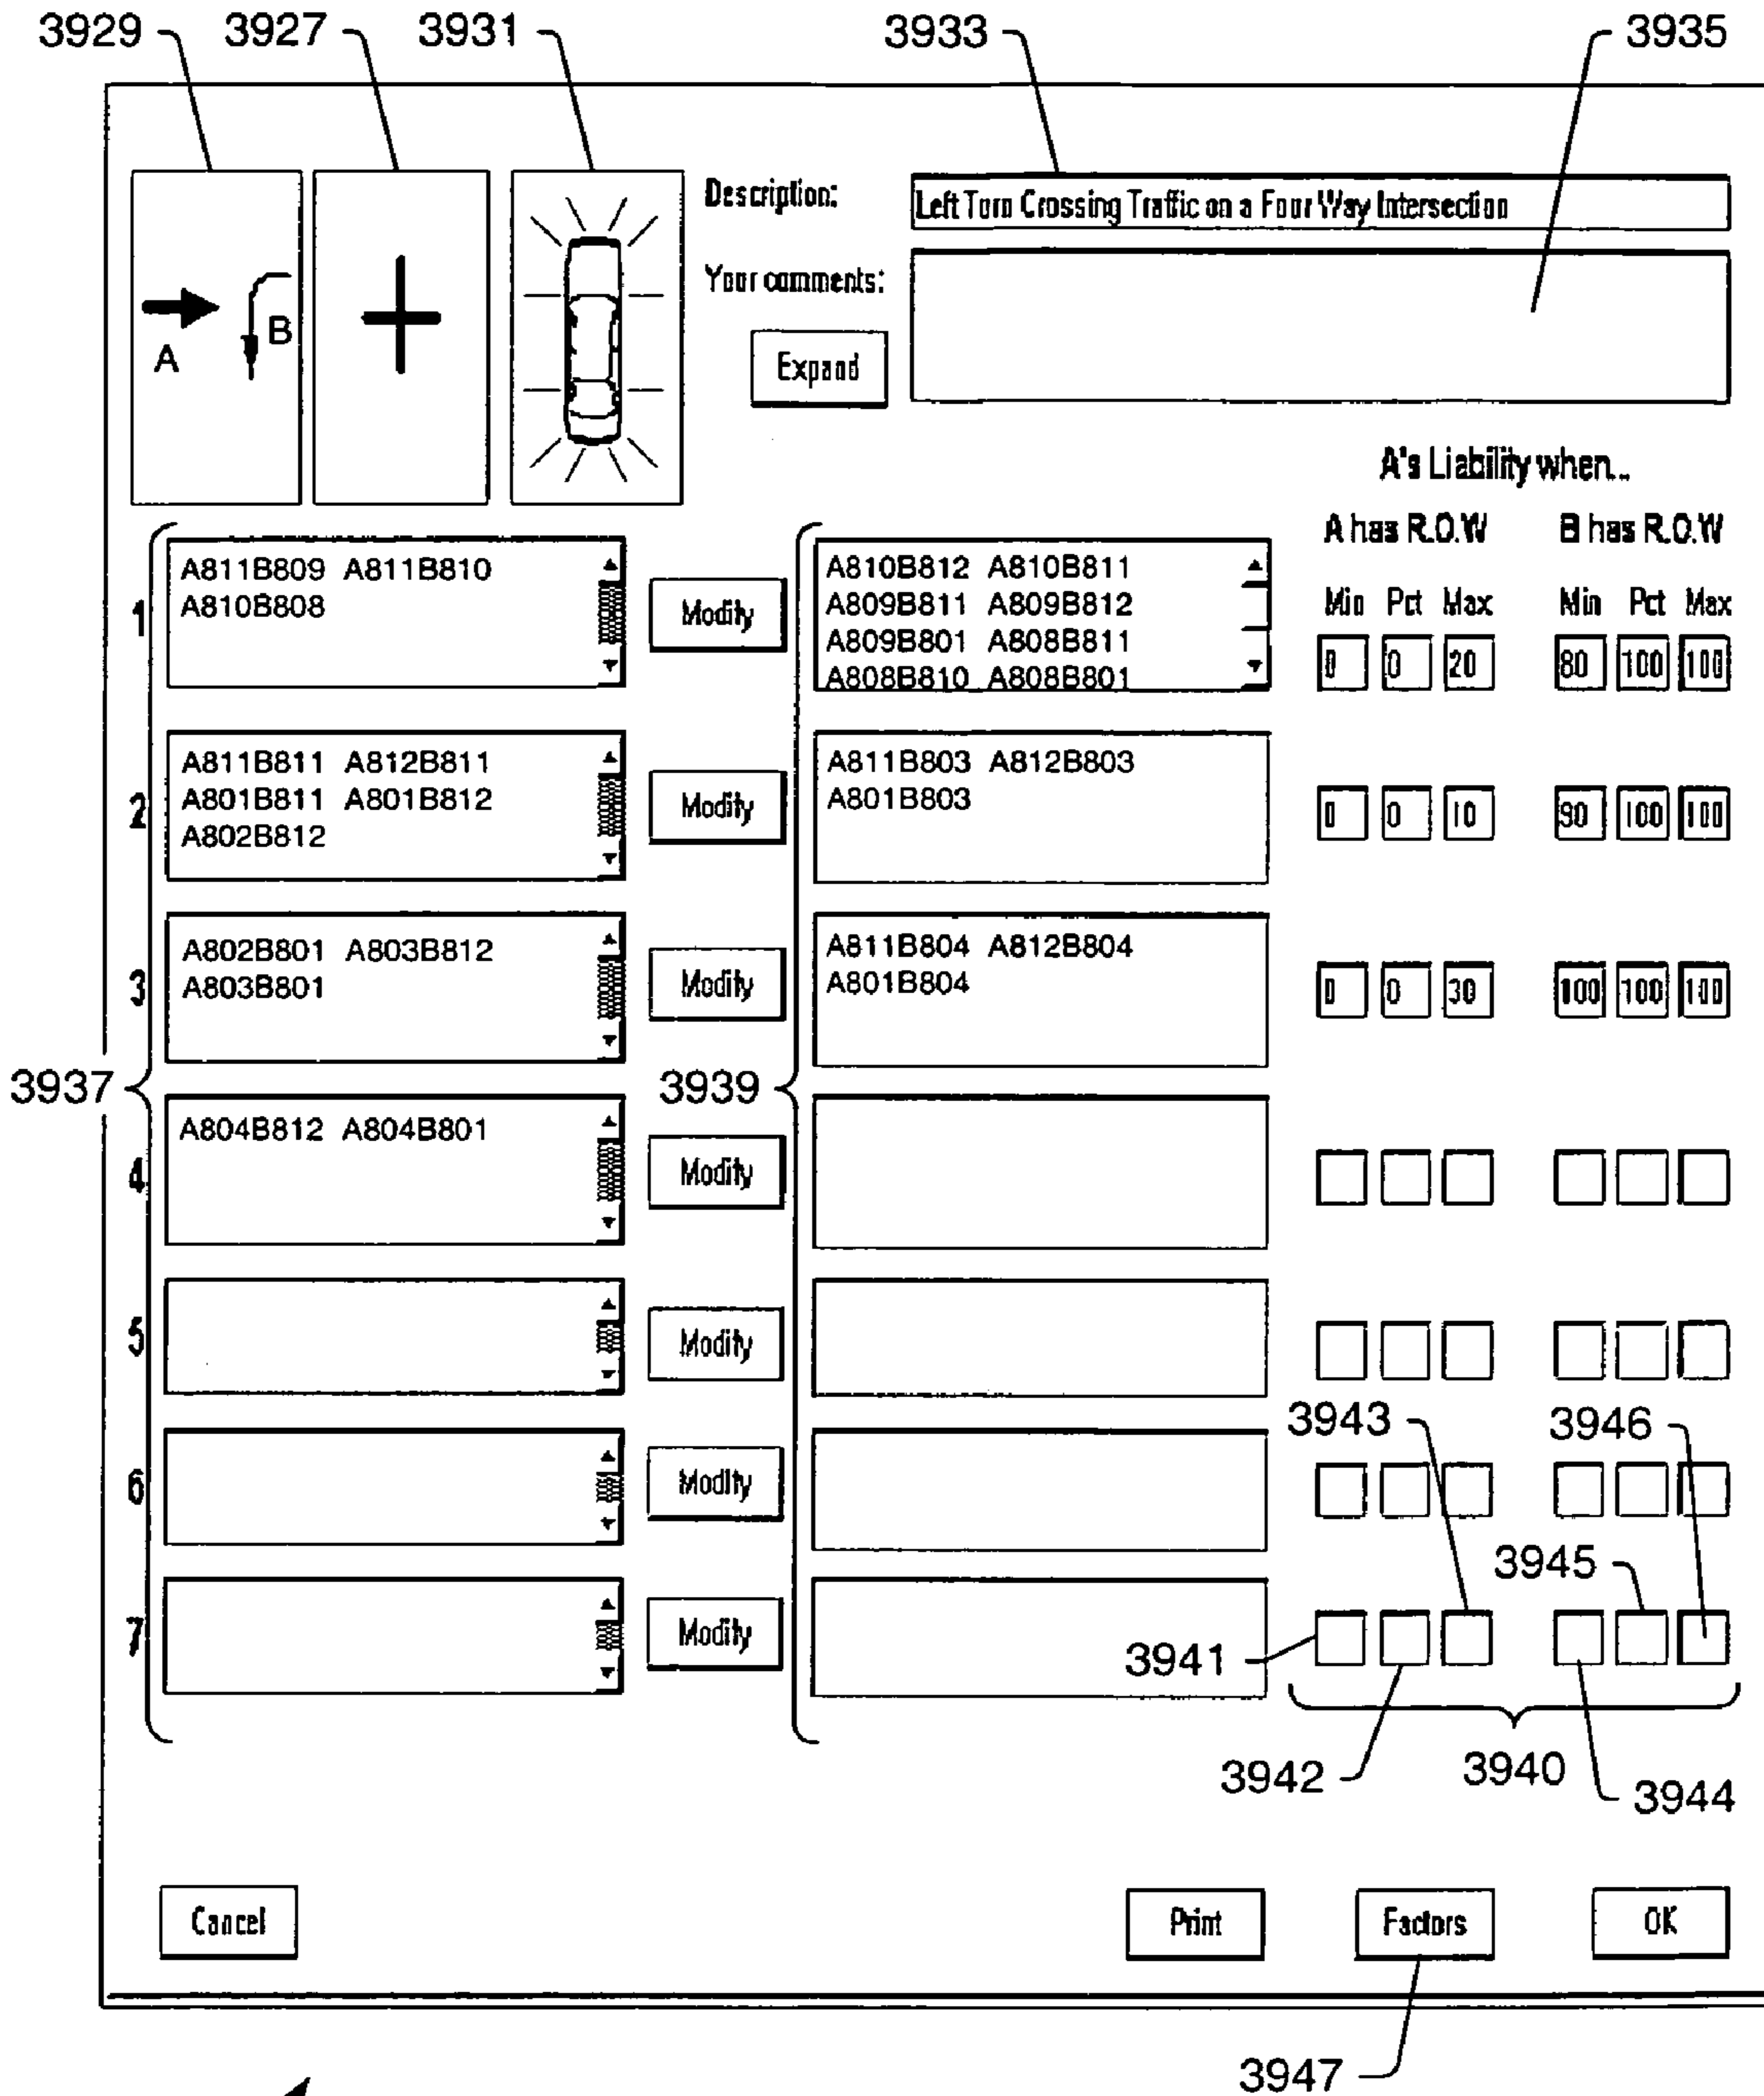 3929 3927 3931 3933 3935
Description: Left Turn Crossing Traffic on a Four Way Intersection
Your comments:
A B
Expand
A's Liability when...
A has R.O.W B has R.O.W
Min Pct Max Min Pct Max
1 A811B809 A811B810
A810B808
Modify
A810B812 A810B811
A809B811 A809B812
A809B801 A808B811
A808B810 A808B801
0 0 20 80 100 100
2 A811B811 A812B811
A801B811 A801B812
A802B812
Modify
A811B803 A812B803
A801B803
0 0 10 90 100 100
3 A802B801 A803B812
A803B801
Modify
A811B804 A812B804
A801B804
0 0 30 100 100 100
3937 3939
4 A804B812 A804B801
Modify
5 Modify
3943 3946
6 Modify
3945
7 Modify
3941
3942 3940 3944
Cancel Print Factors OK
3947